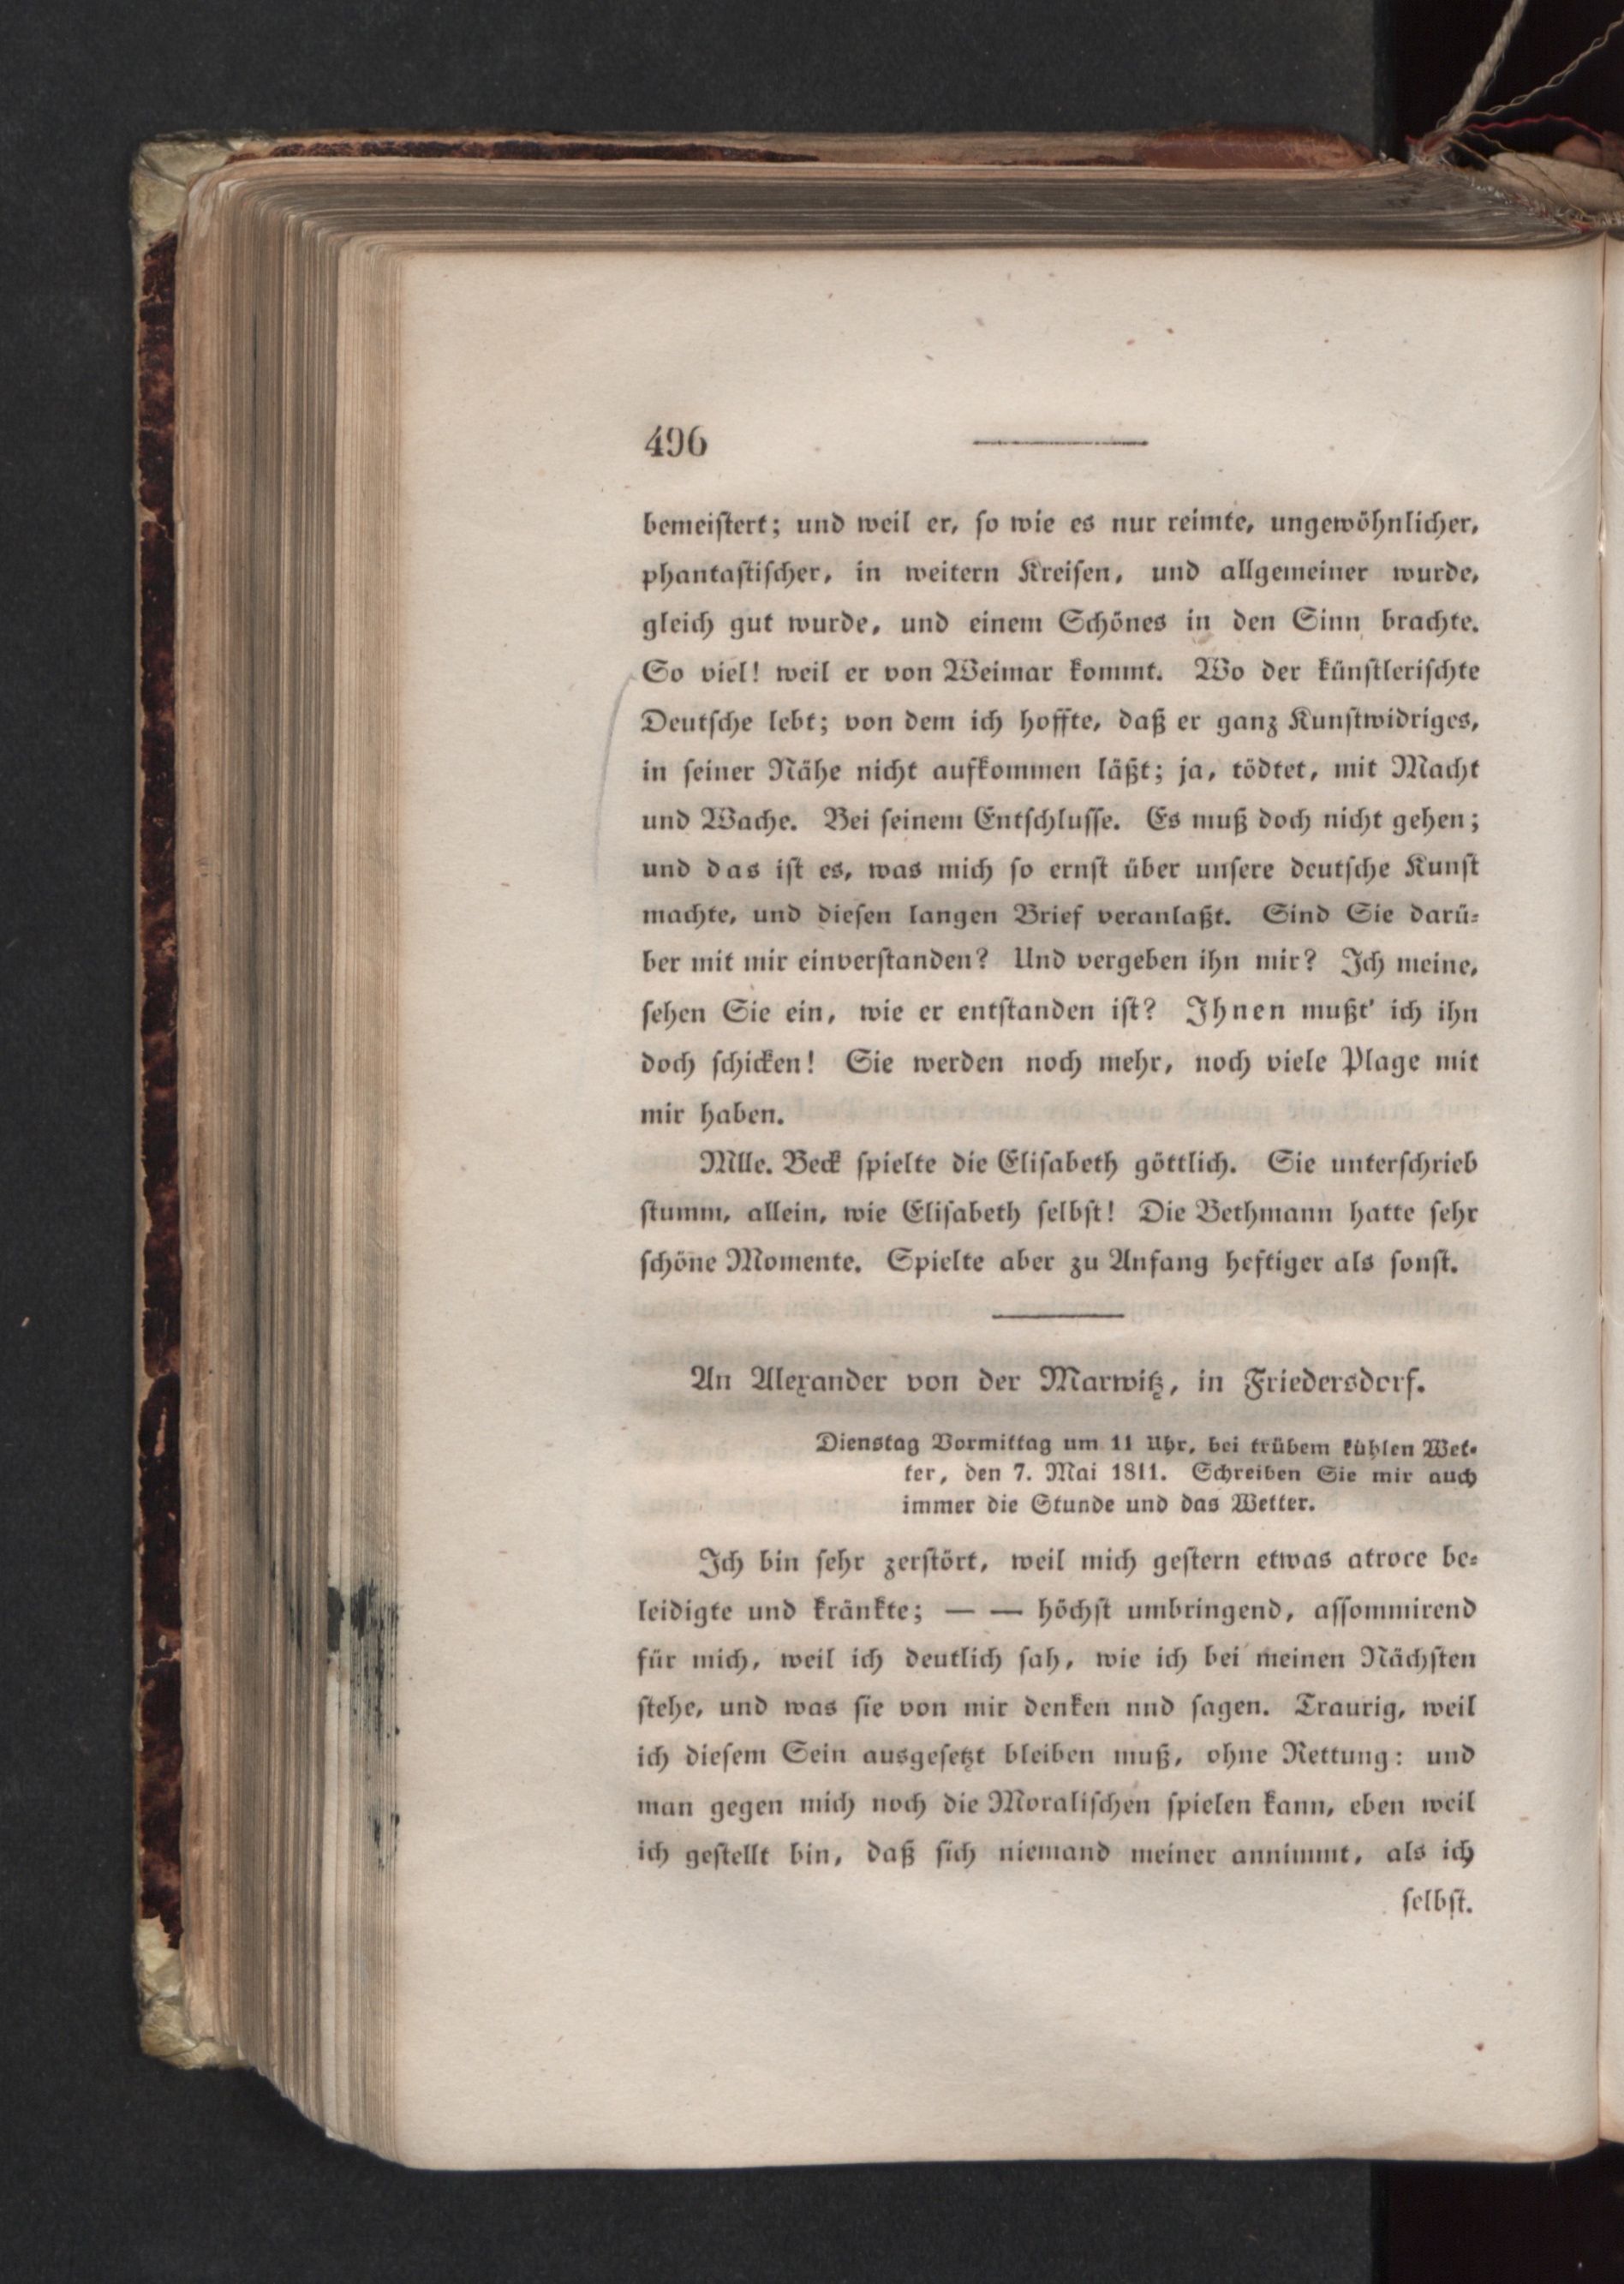 496
bemeiſtert; und weil er, ſo wie es nur reimte, ungewöhnlicher,
phantaſtiſcher, in weitern Kreiſen, und allgemeiner wurde,
gleich gut wurde, und einem Schönes in den Sinn brachte.
So viel! weil er von Weimar kommt. Wo der künſtleriſchte
Deutſche lebt; von dem ich hoffte, daß er ganz Kunſtwidriges,
in ſeiner Nähe nicht aufkommen läßt; ja, tödtet, mit Macht
und Wache. Bei ſeinem Entſchluſſe. Es muß doch nicht gehen;
und das iſt es, was mich ſo ernſt über unſere deutſche Kunſt
machte, und dieſen langen Brief veranlaßt. Sind Sie darü⸗
ber mit mir einverſtanden? Und vergeben ihn mir? Ich meine,
ſehen Sie ein, wie er entſtanden iſt? Ihnen mußt' ich ihn
doch ſchicken! Sie werden noch mehr, noch viele Plage mit
mir haben.
Mlle. Beck ſpielte die Eliſabeth göttlich. Sie unterſchrieb
ſtumm, allein, wie Eliſabeth ſelbſt! Die Bethmann hatte ſehr
ſchöne Momente. Spielte aber zu Anfang heftiger als ſonſt.
An Alexander von der Marwitz, in Friedersdorf.
Dienstag Vormittag um 11 Uhr, bei trübem kühlen Wet⸗
ter, den 7. Mai 1811. Schreiben Sie mir auch
immer die Stunde und das Wetter.
Ich bin ſehr zerſtört, weil mich geſtern etwas atroce be⸗
leidigte und kränkte; — — höchſt umbringend, aſſommirend
für mich, weil ich deutlich ſah, wie ich bei meinen Nächſten
ſtehe, und was ſie von mir denken nnd ſagen. Traurig, weil
ich dieſem Sein ausgeſetzt bleiben muß, ohne Rettung: und
man gegen mich noch die Moraliſchen ſpielen kann, eben weil
ich geſtellt bin, daß ſich niemand meiner annimmt, als ich
ſelbſt.